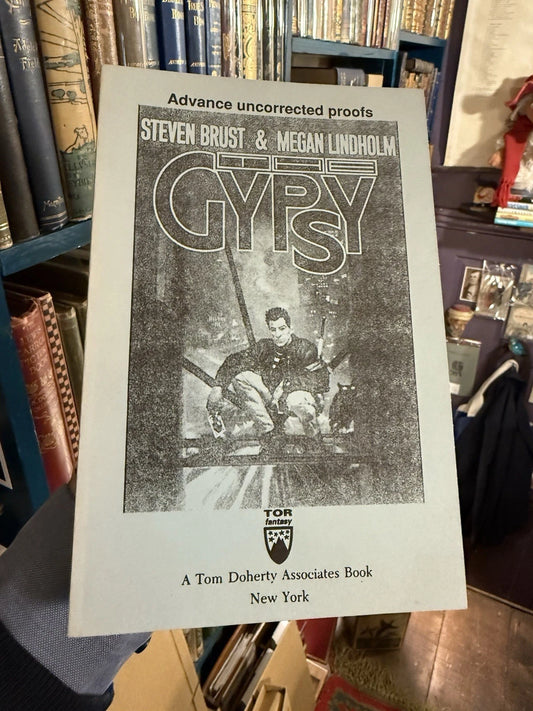 Advance uncorrected proofs
STEVEN BRUST & MEGAN LINDHOLM
THE
GYPSY
TOR
fantasy
A Tom Doherty Associates Book
New York